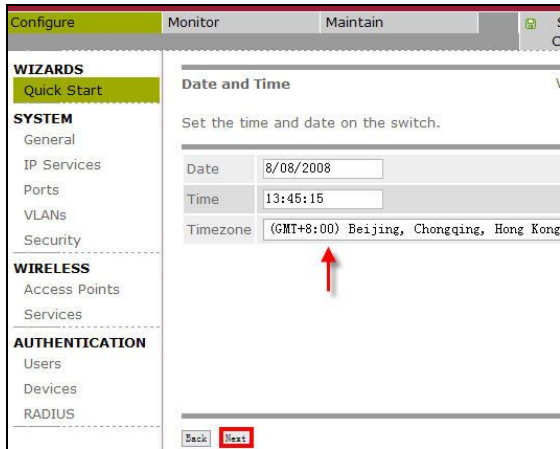 Configure Monitor Maintain
WIZARDS
Quick Start
SYSTEM
General
IP Services
Ports
VLANs
Security
WIRELESS
Access Points
Services
AUTHENTICATION
Users
Devices
RADIUS
Date and Time
Set the time and date on the switch.
Date 8/08/2008
Time 13:45:15
Timezone (GMT+8:00) Beijing, Chongqing, Hong Kong
Back Next